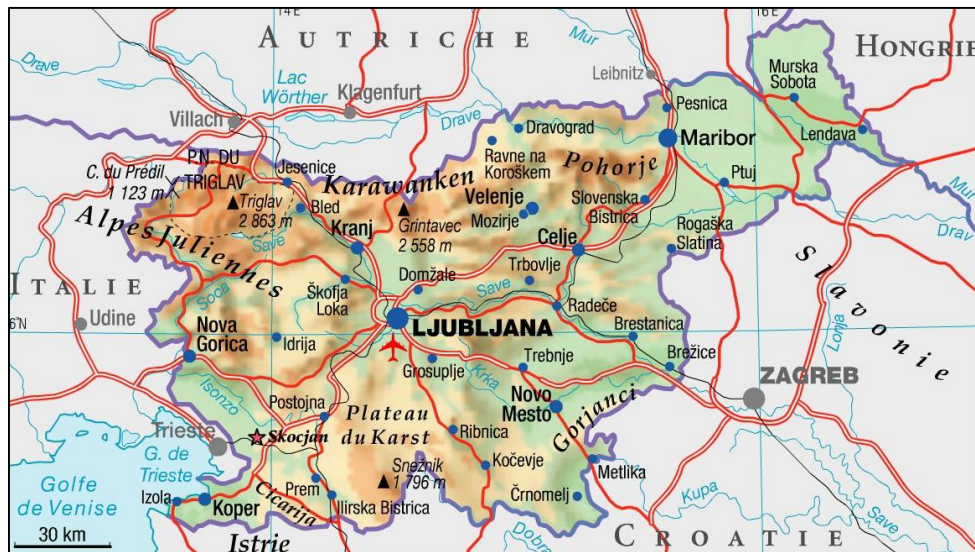 14 E
16 E
AUTRICHE
HONGRIE
Mur
Drave
Leibnitz
Lac
Wörther
Klagenfurt
Murska
Sobota
Villach
Drave
Dravograd
Pesnica
Lendava
Maribor
C. du Prédil
1 123 m
P.N. DU
TRIGLAV
Jesenice
Karawanken
Ravne na
Koroškem
Pohorje
Ptuj
Mur
Triglav
2 863 m
Bled
Velenje
Mozirje
Slovenska
Bistrica
Drav
Alpes Juliennes
Save
Kranj
Grintavec
2 558 m
Celje
Rogaška
Slatina
ITALIE
Soca
Škofja
Loka
Domžale
Trbovlje
Save
Radeče
Slavonie
6°N
Udine
Nova
Gorica
Idrija
LJUBLJANA
Brestanica
Lonja
Grosuplje
Krka
Trebnje
Brežice
ZAGREB
Isonzo
Postojna
Plateau
du Karst
Novo
Mesto
Gorjanci
Trieste
Skocjan
Ribnica
G. de
Trieste
Snežnik
1 796 m
Kočevje
Metlika
Golfe
de Venise
Izola
Koper
Cicarija
Prem
Ilirska Bistrica
Črnomelj
Kupa
Save
30 km
Istrie
Dobra
CROATIE